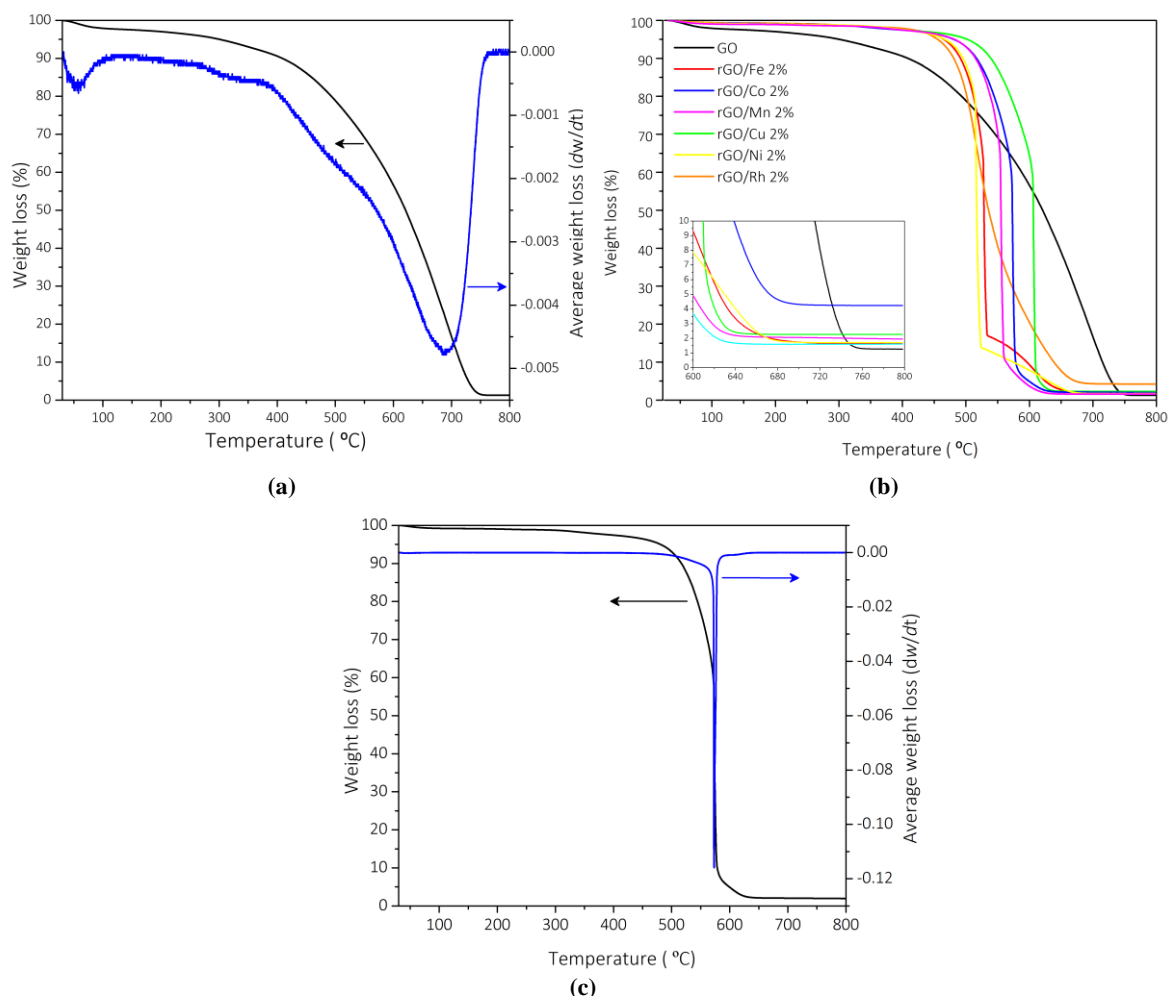 100
90
80
70
60
50
40
30
20
10
0
Weight loss (%)
100 200 300 400 500 600 700 800
Temperature ( ⁰C)
0.000
-0.001
-0.002
-0.003
-0.004
-0.005
Average weight loss (dw/dt)
(a)
100
90
80
70
60
50
40
30
20
10
0
Weight loss (%)
GO
rGO/Fe 2%
rGO/Co 2%
rGO/Mn 2%
rGO/Cu 2%
rGO/Ni 2%
rGO/Rh 2%
10
9
8
7
6
5
4
3
2
1
0
600 640 680 720 760 800
100 200 300 400 500 600 700 800
Temperature ( ⁰C)
(b)
100
90
80
70
60
50
40
30
20
10
0
Weight loss (%)
100 200 300 400 500 600 700 800
Temperature ( ⁰C)
0.00
-0.02
-0.04
-0.06
-0.08
-0.10
-0.12
Average weight loss (dw/dt)
(c)